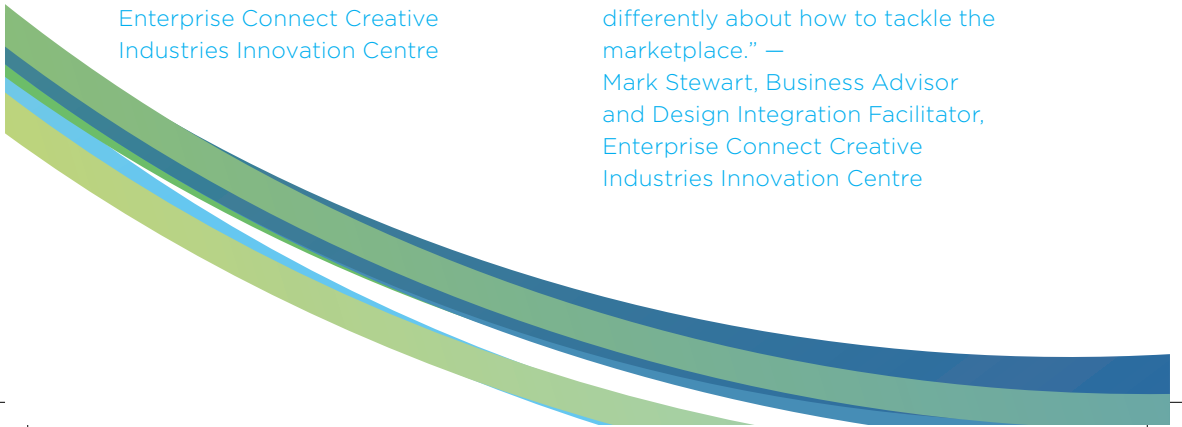 Enterprise Connect Creative
Industries Innovation Centre
differently about how to tackle the
marketplace.” —
Mark Stewart, Business Advisor
and Design Integration Facilitator,
Enterprise Connect Creative
Industries Innovation Centre